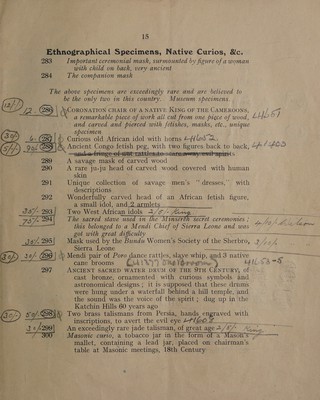 15
Ethnographical Specimens, Native Curios, &c.
283 Important ceremonial mask, surmounted by figure of a woman
with child on back, very ancient
284 The companion mask
The above specimens are exceedingly rare and are believed to
be the only two in this country. Museum specimens
285 CORONATION CHAIR OF A NATIVE KING OF THE CAMEROONS,
a remarkable piece of work all cut from one piece of wood,
and carved and pierced with fetishes, masks, etc., unique
specimen
287 Curious old African idol with horns
288 Ancient Congo fetish peg, with two figures to back,
and a fringe of
289 A savage mask of carved wood
290 A rare ju-ju head of carved wood covered with human
skin
291 Unique collection of savage men's "dresses," with
descriptions
292 Wonderfully carved head of an African fetish figure,
a small idol, and 2 armlets
35/- 293 Two West African idols 2/0/- King
75/- 294 The sacred stave used in the Minsereh secret ceremonies;
this belonged to a Mendi Chief of Sierra Leone and was
got with great difficulty
295 Mask used by the Bundu Women's Society of the Sherbro,
Sierra Leone
30/- 20/- 296 Mendi pair of Poro dance rattles, slave whip, and 3 native
cane brooms
297 ANCIENT SACRED WATER DRUM OF THE 8TH CENTURY, of
cast bronze, ornamented with curious symbols and
astronomical designs; it is supposed that these drums
were hung under a waterfall behind a hill temple, and
the sound was the voice of the spirit; dug up in the
Katchin Hills 60 years ago
298 Two brass talismans from Persia, hands engraved with
inscriptions, to avert the evil eye
299 An exceedingly rare jade talisman, of great age King
300 Masonic curio, a tobacco jar in the form of a Mason's
mallet, containing a lead jar, placed on chairman's
table at Masonic meetings, 18th Century